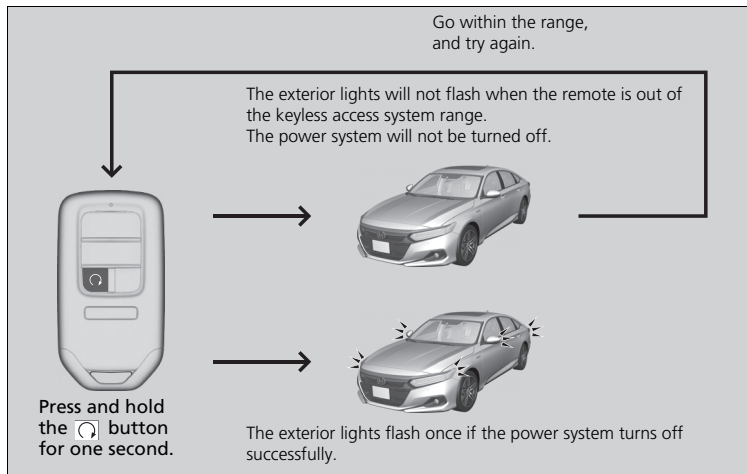 Go within the range,
and try again.
The exterior lights will not flash when the remote is out of
the keyless access system range.
The power system will not be turned off.
Press and hold
the button
for one second.
The exterior lights flash once if the power system turns off
successfully.